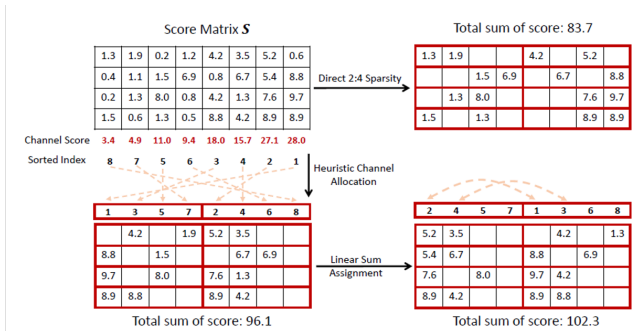 Score Matrix S
1.3 1.9 0.2 1.2 4.2 3.5 5.2 0.6
0.4 1.1 1.5 6.9 0.8 6.7 5.4 8.8
0.2 1.3 8.0 0.8 4.2 1.3 7.6 9.7
1.5 0.6 1.3 0.5 8.8 4.2 8.9 8.9
Channel Score 3.4 4.9 11.0 9.4 18.0 15.7 27.1 28.0
Sorted Index 8 7 5 6 3 4 2 1
Direct 2:4 Sparsity
Total sum of score: 83.7
1.3 1.9 4.2 5.2
1.5 6.9 6.7 8.8
1.3 8.0 7.6 9.7
1.5 1.3 8.9 8.9
Heuristic Channel
Allocation
1 3 5 7 2 4 6 8
4.2 1.9 5.2 3.5
8.8 1.5 6.7 6.9
9.7 8.0 7.6 1.3
8.9 8.8 8.9 4.2
Total sum of score: 96.1
Linear Sum
Assignment
2 4 5 7 1 3 6 8
5.2 3.5 4.2 1.3
5.4 6.7 8.8 6.9
7.6 8.0 9.7 4.2
8.9 4.2 8.9 8.8
Total sum of score: 102.3